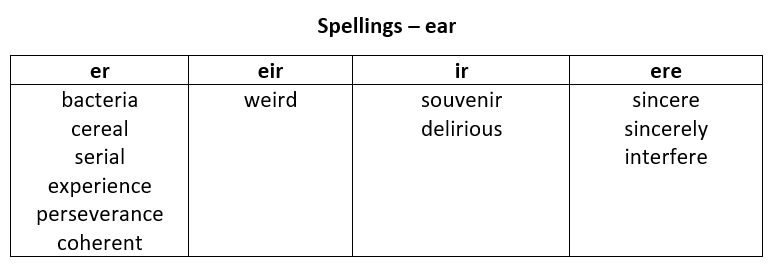 Spellings – ear
er eir ir ere
bacteria weird souvenir sincere
cereal delirious sincerely
serial interfere
experience
perseverance
coherent